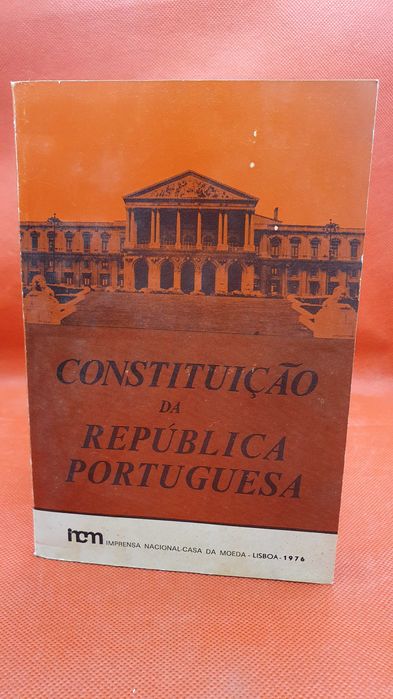 CONSTITUIÇÃO
DA
REPÚBLICA
PORTUGUESA
incm IMPRENSA NACIONAL-CASA DA MOEDA - LISBOA - 1976